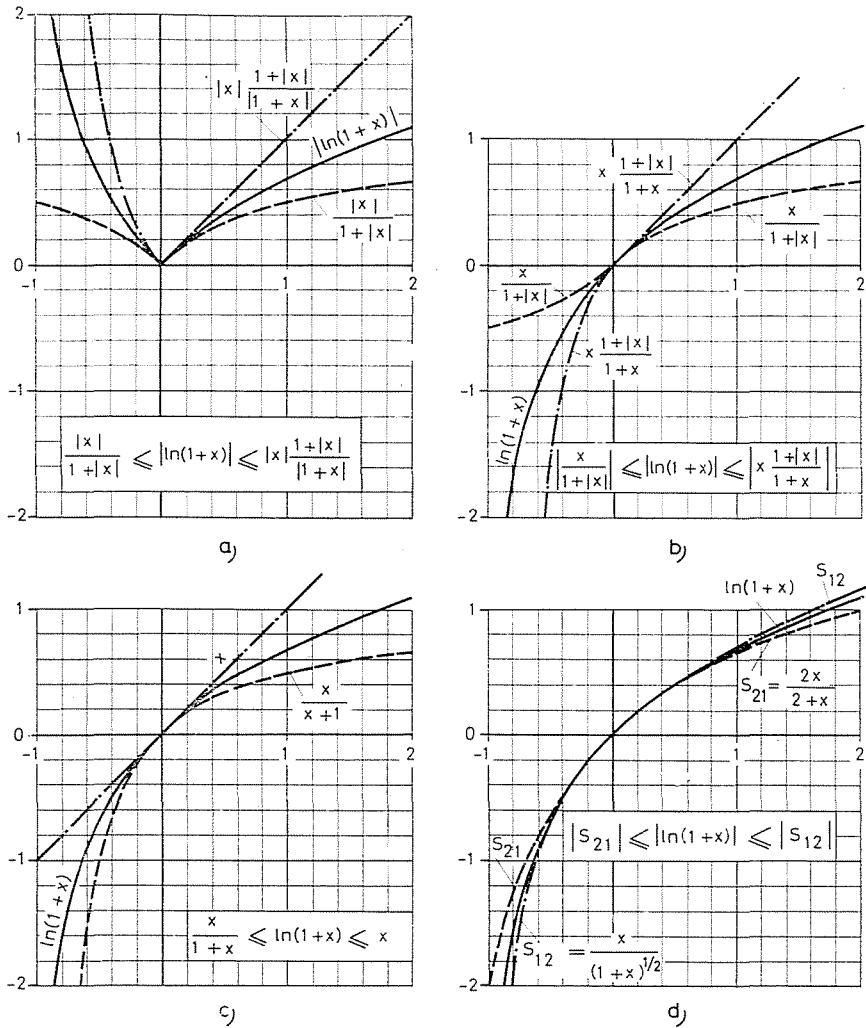 2
|x| 1+|x| / |1+x|
|ln(1+x)|
|x| / 1+|x|
1
0
-1
1
2
-1
|x| / 1+|x| ⩽ |ln(1+x)| ⩽ |x| 1+|x| / |1+x|
-2
a)
1
x 1+|x| / 1+x
x / 1+|x|
0
-1
1
2
x / 1+|x|
x 1+|x| / 1+x
-1
ln(1+x)
|x / 1+|x|| ⩽ |ln(1+x)| ⩽ |x 1+|x| / 1+x|
-2
b)
1
x
x / x+1
0
-1
1
2
-1
ln(1+x)
x / 1+x ⩽ ln(1+x) ⩽ x
-2
c)
S12
ln(1+x)
1
S21 = 2x / 2+x
0
-1
1
2
|S21| ⩽ |ln(1+x)| ⩽ |S12|
-1
S21
S12 = x / (1+x)^1/2
-2
d)